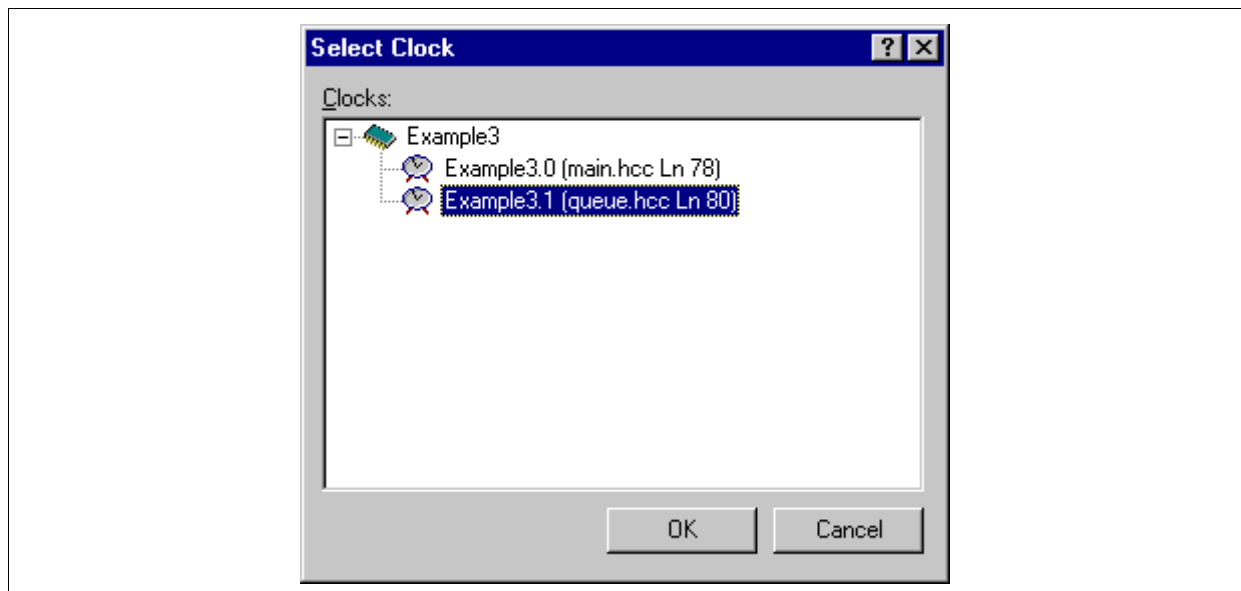 Select Clock
Clocks:
Example3
Example3.0 (main.hcc Ln 78)
Example3.1 (queue.hcc Ln 80)
OK Cancel